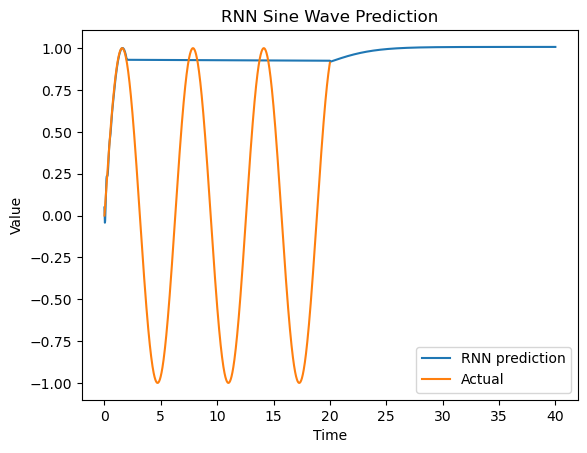 RNN Sine Wave Prediction
1.00
0.75
0.50
0.25
0.00
−0.25
−0.50
−0.75
−1.00
Value
0 5 10 15 20 25 30 35 40
Time
RNN prediction
Actual